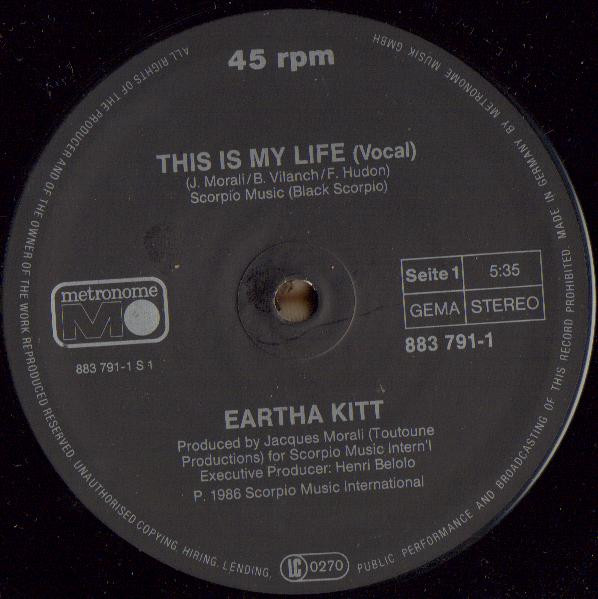 45 rpm
THIS IS MY LIFE (Vocal)
(J. Morali/B. Vilanch/F. Hudon)
Scorpio Music (Black Scorpio)
metronome
M
883 791-1 S 1
Seite 1 5:35
GEMA STEREO
883 791-1
EARTHA KITT
Produced by Jacques Morali (Toutoune
Productions) for Scorpio Music Intern'l
Executive Producer: Henri Belolo
P. 1986 Scorpio Music International
ALL RIGHTS OF THE PRODUCER AND OF THE OWNER OF THE WORK REPRODUCED RESERVED. UNAUTHORISED COPYING, HIRING, LENDING, PUBLIC PERFORMANCE AND BROADCASTING OF THIS RECORD PROHIBITED. MADE IN GERMANY BY METRONOME MUSIK GMBH
LC 0270